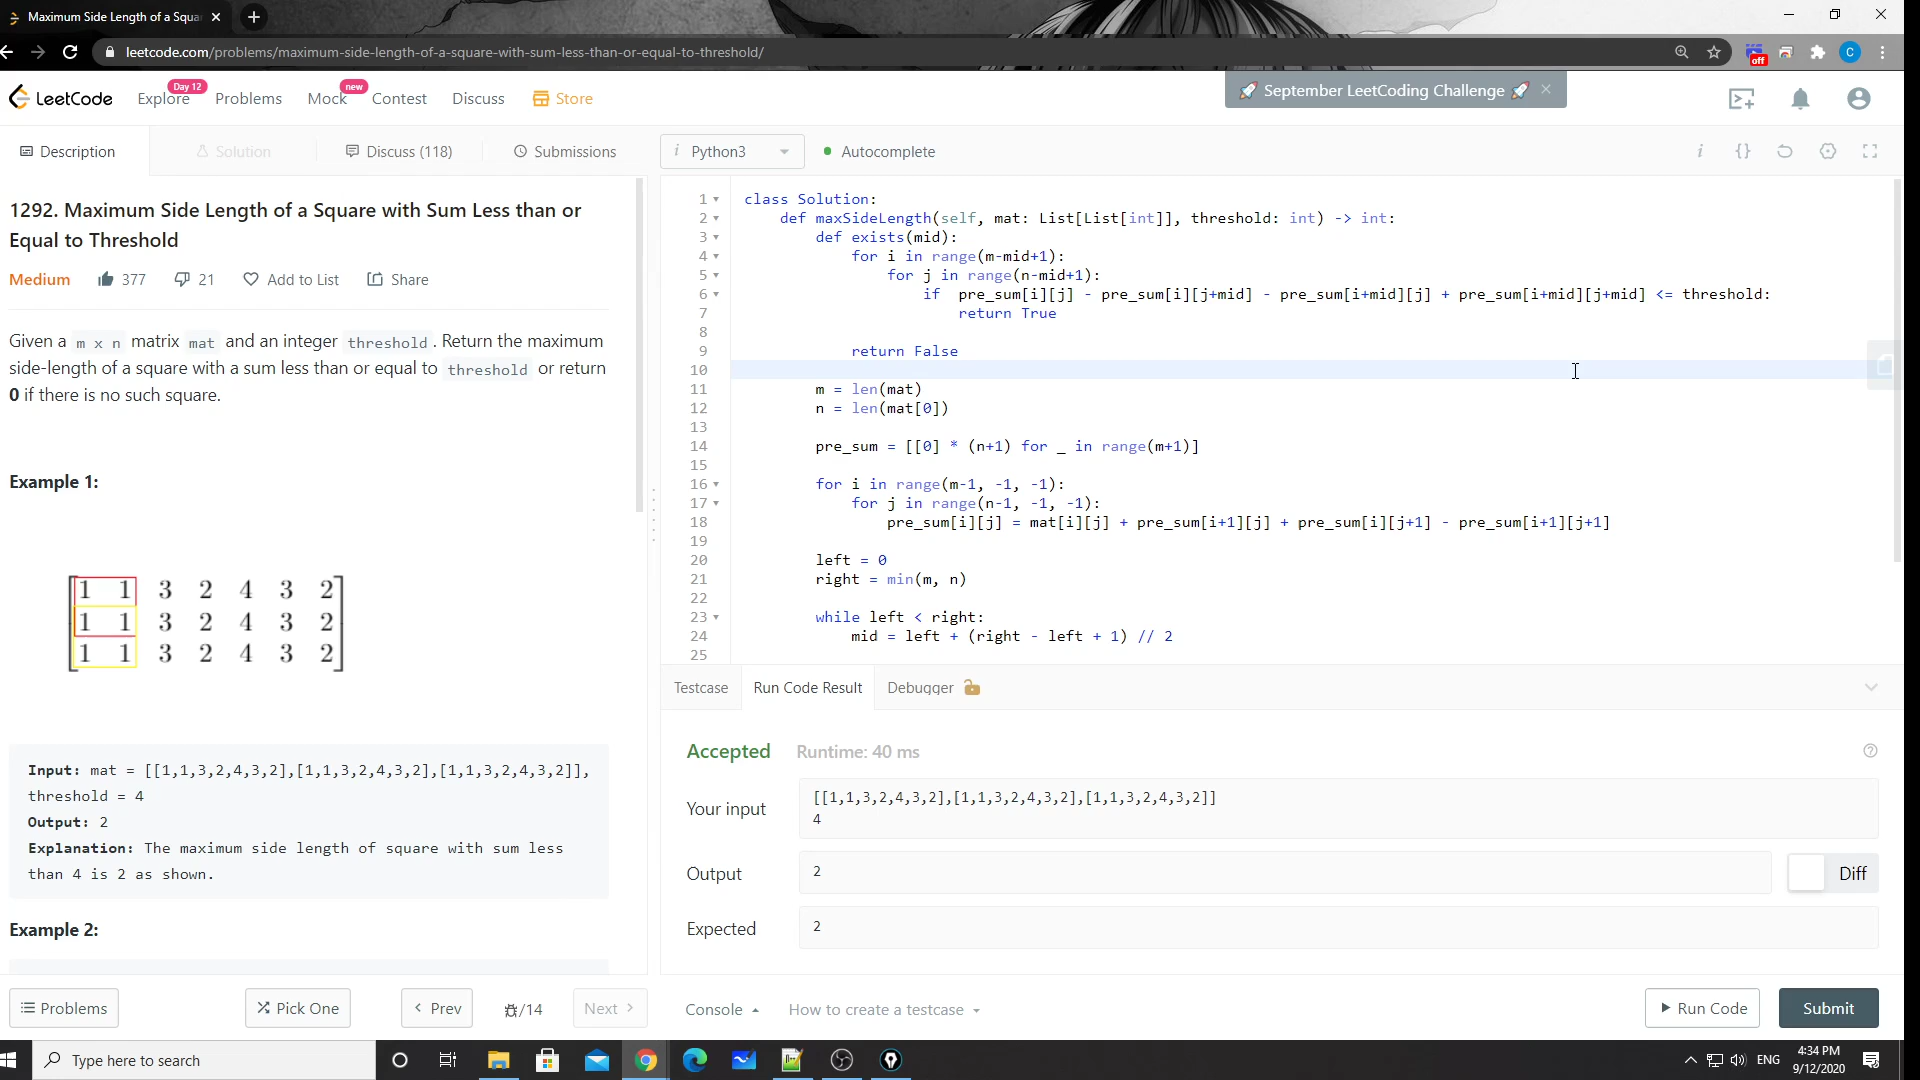 Maximum Side Length of a Squa
leetcode.com/problems/maximum-side-length-of-a-square-with-sum-less-than-or-equal-to-threshold/
off
C
LeetCode
Explore
Day 12
Problems
Mock
new
Contest
Discuss
Store
September LeetCoding Challenge
Description
Solution
Discuss (118)
Submissions
i Python3
Autocomplete
i {}
1292. Maximum Side Length of a Square with Sum Less than or
Equal to Threshold
Medium 377 21 Add to List Share
Given a m x n matrix mat and an integer threshold . Return the maximum
side-length of a square with a sum less than or equal to threshold or return
0 if there is no such square.
Example 1:
1 1 3 2 4 3 2
1 1 3 2 4 3 2
1 1 3 2 4 3 2
Input: mat = [[1,1,3,2,4,3,2],[1,1,3,2,4,3,2],[1,1,3,2,4,3,2]],
threshold = 4
Output: 2
Explanation: The maximum side length of square with sum less
than 4 is 2 as shown.
Example 2:
1 class Solution:
2 def maxSideLength(self, mat: List[List[int]], threshold: int) -> int:
3 def exists(mid):
4 for i in range(m-mid+1):
5 for j in range(n-mid+1):
6 if pre_sum[i][j] - pre_sum[i][j+mid] - pre_sum[i+mid][j] + pre_sum[i+mid][j+mid] <= threshold:
7 return True
8
9 return False
10
11 m = len(mat)
12 n = len(mat[0])
13
14 pre_sum = [[0] * (n+1) for _ in range(m+1)]
15
16 for i in range(m-1, -1, -1):
17 for j in range(n-1, -1, -1):
18 pre_sum[i][j] = mat[i][j] + pre_sum[i+1][j] + pre_sum[i][j+1] - pre_sum[i+1][j+1]
19
20 left = 0
21 right = min(m, n)
22
23 while left < right:
24 mid = left + (right - left + 1) // 2
25
Testcase
Run Code Result
Debugger
Accepted Runtime: 40 ms
Your input
[[1,1,3,2,4,3,2],[1,1,3,2,4,3,2],[1,1,3,2,4,3,2]]
4
Output
2
Diff
Expected
2
Problems
Pick One
Prev
/14
Next
Console
How to create a testcase
Run Code
Submit
Type here to search
ENG
4:34 PM
9/12/2020